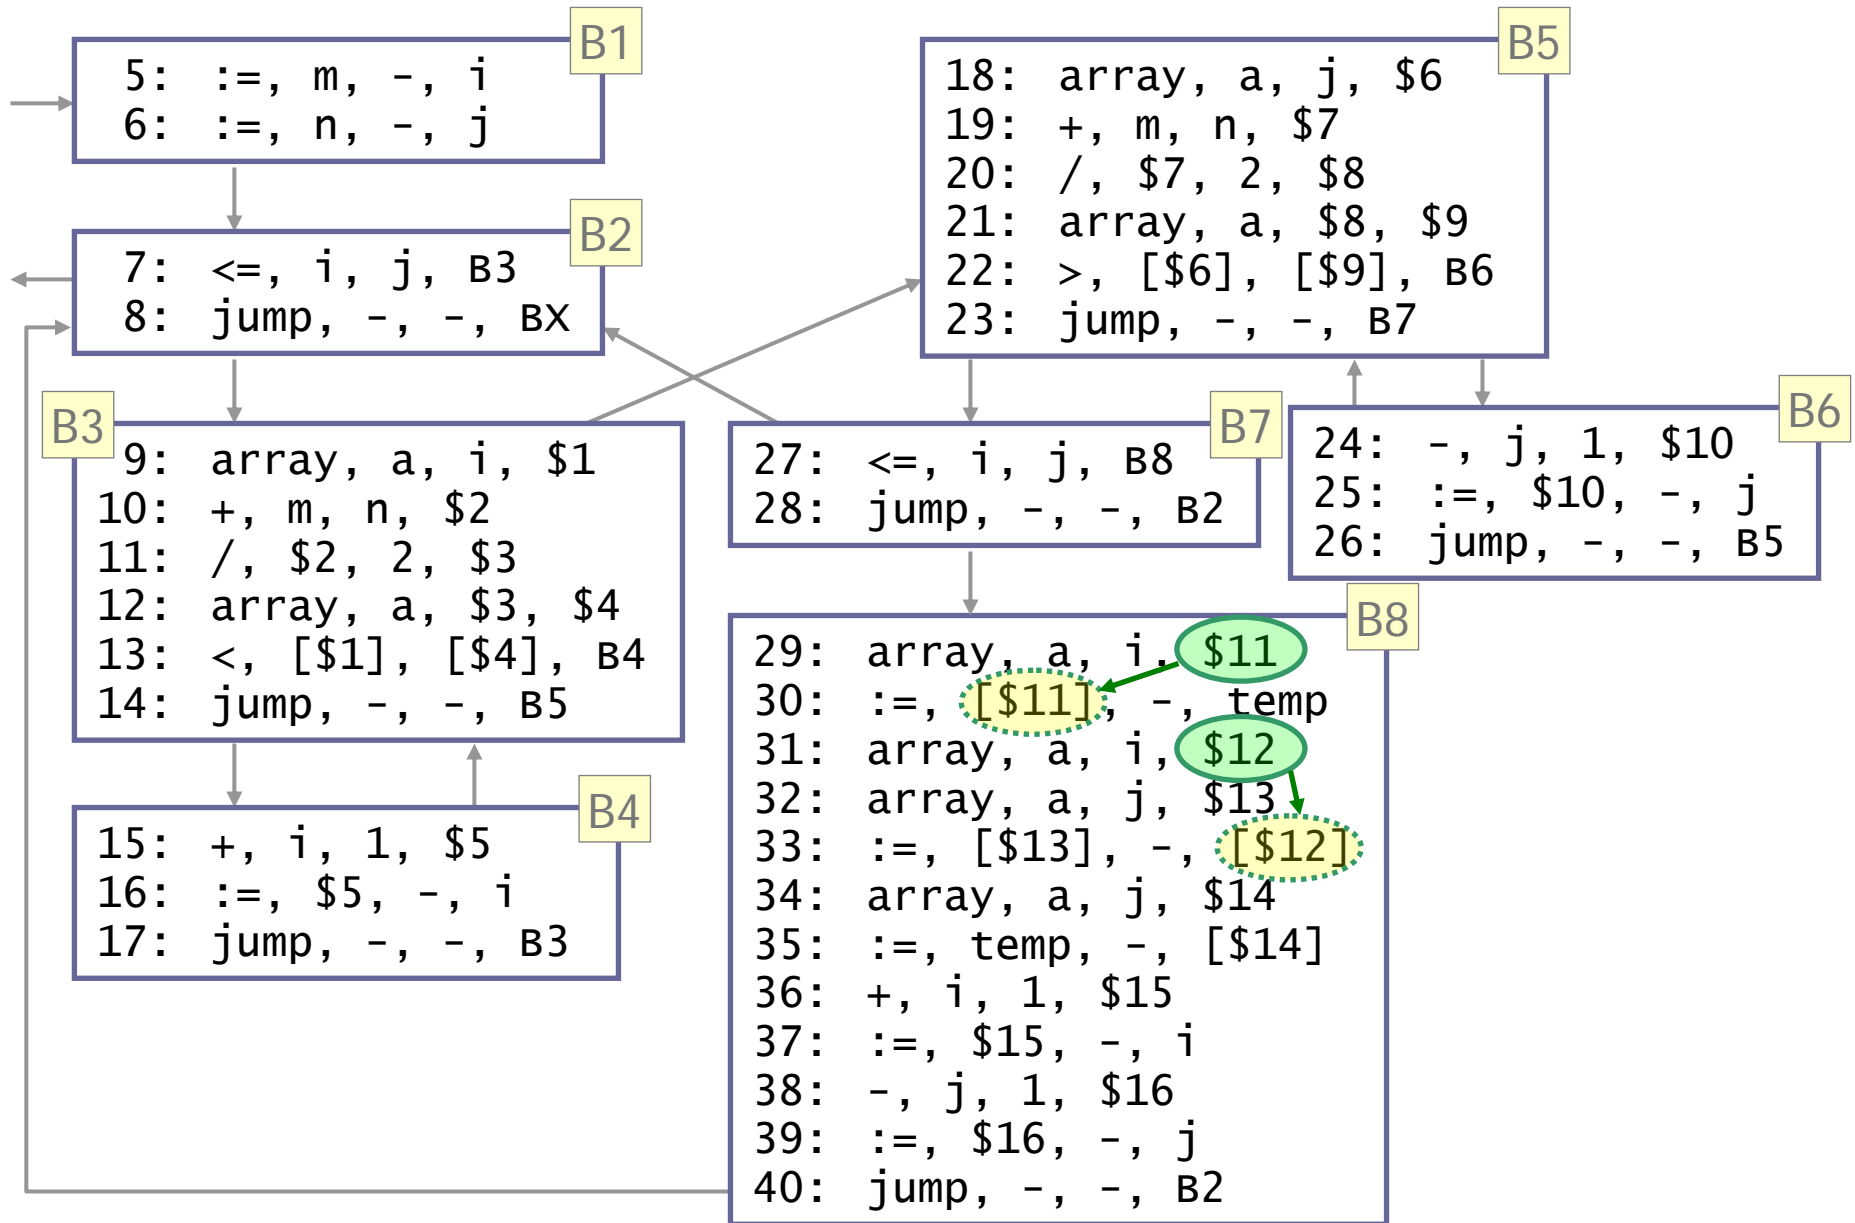 B1
5: :=, m, -, i
6: :=, n, -, j
B2
7: <=, i, j, B3
8: jump, -, -, BX
B3
9: array, a, i, $1
10: +, m, n, $2
11: /, $2, 2, $3
12: array, a, $3, $4
13: <, [$1], [$4], B4
14: jump, -, -, B5
B4
15: +, i, 1, $5
16: :=, $5, -, i
17: jump, -, -, B3
B5
18: array, a, j, $6
19: +, m, n, $7
20: /, $7, 2, $8
21: array, a, $8, $9
22: >, [$6], [$9], B6
23: jump, -, -, B7
B6
24: -, j, 1, $10
25: :=, $10, -, j
26: jump, -, -, B5
B7
27: <=, i, j, B8
28: jump, -, -, B2
B8
29: array, a, i, $11
30: :=, [$11], -, temp
31: array, a, i, $12
32: array, a, j, $13
33: :=, [$13], -, [$12]
34: array, a, j, $14
35: :=, temp, -, [$14]
36: +, i, 1, $15
37: :=, $15, -, i
38: -, j, 1, $16
39: :=, $16, -, j
40: jump, -, -, B2